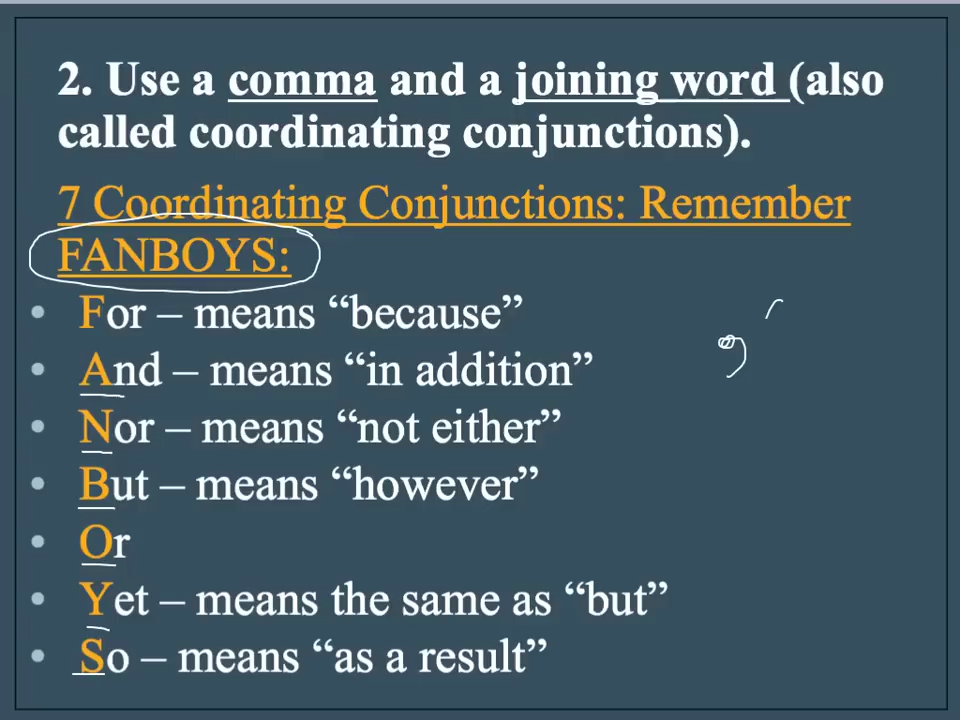 2. Use a comma and a joining word (also
called coordinating conjunctions).
7 Coordinating Conjunctions: Remember
FANBOYS:
• For – means “because”
• And – means “in addition”
• Nor – means “not either”
• But – means “however”
• Or
• Yet – means the same as “but”
• So – means “as a result”
,